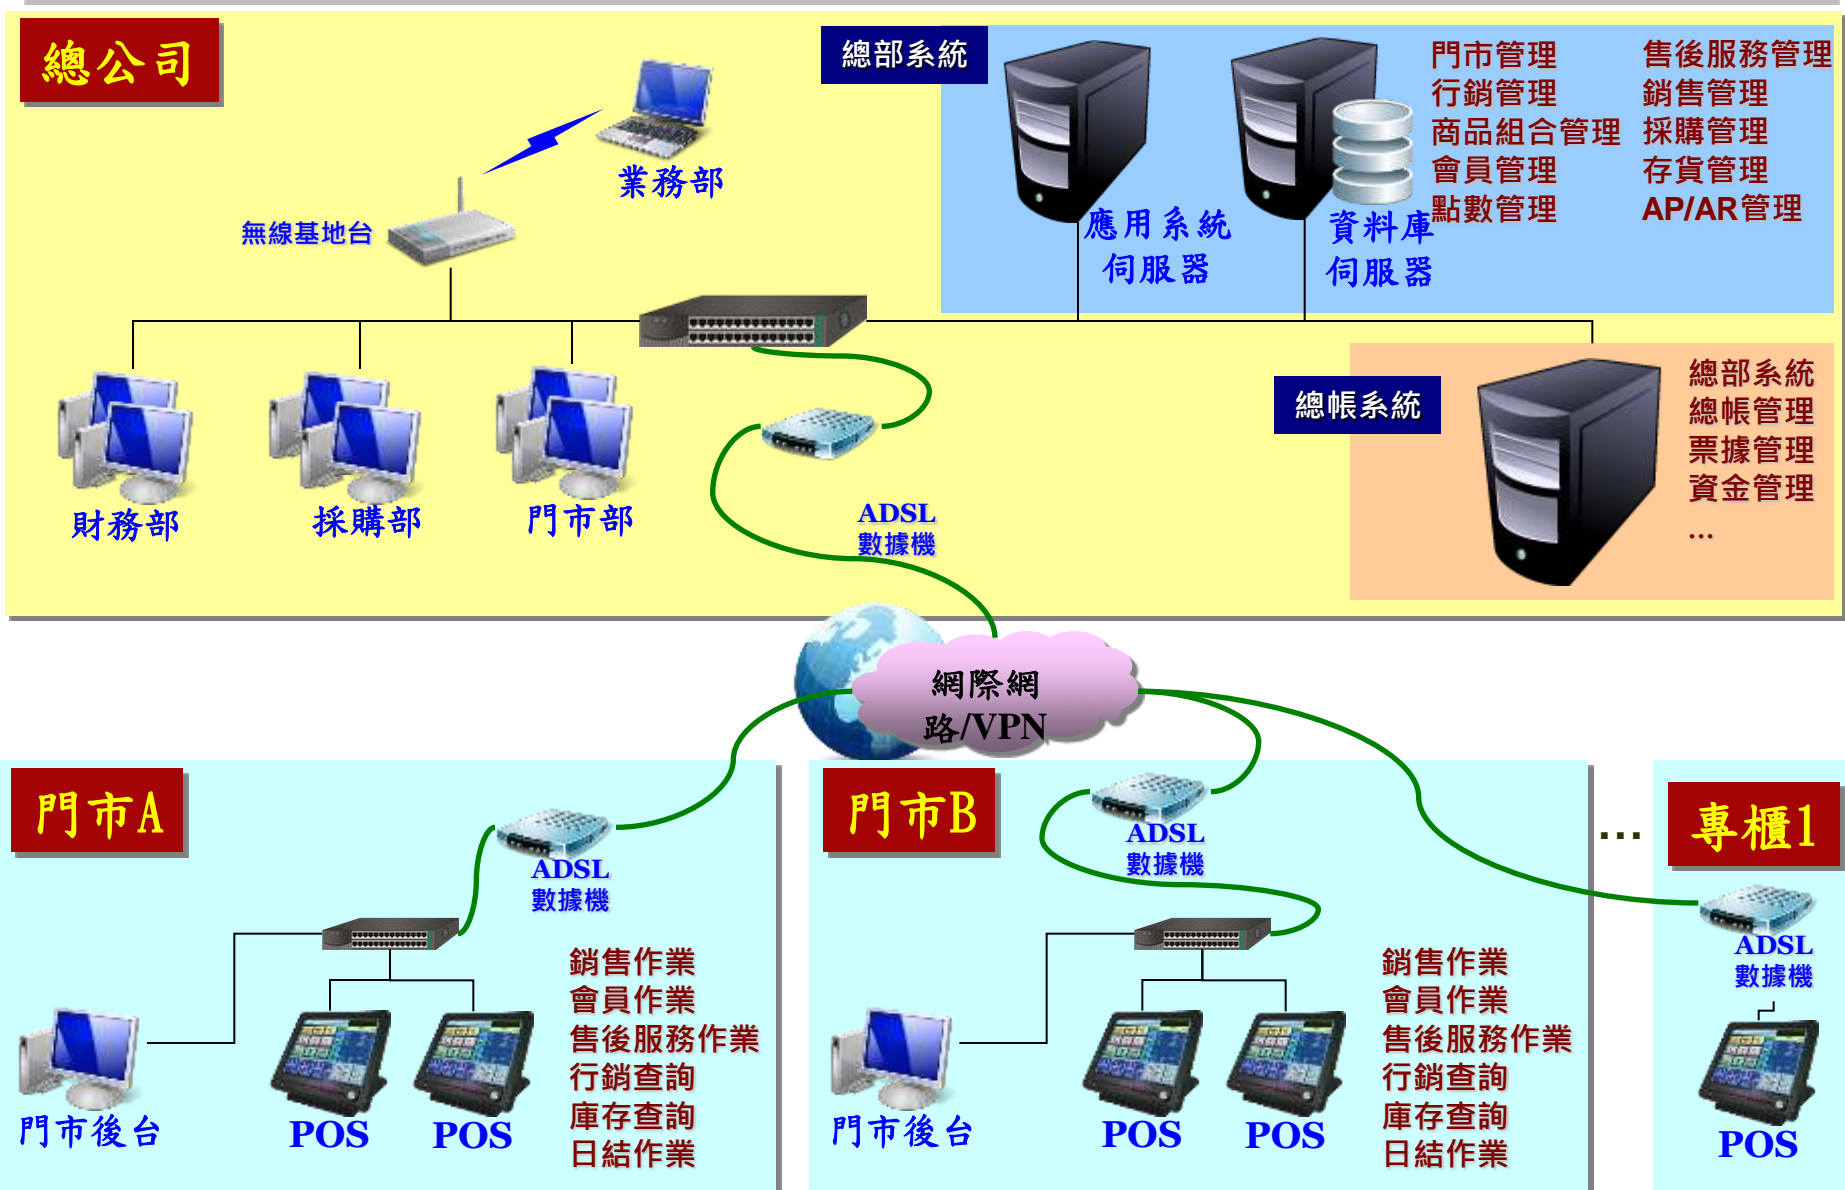 總公司
總部系統
門市管理
行銷管理
商品組合管理
會員管理
點數管理
售後服務管理
銷售管理
採購管理
存貨管理
AP/AR管理
業務部
無線基地台
應用系統
伺服器
資料庫
伺服器
總帳系統
總部系統
總帳管理
票據管理
資金管理
...
財務部
採購部
門市部
ADSL
數據機
網際網
路/VPN
門市A
ADSL
數據機
銷售作業
會員作業
售後服務作業
行銷查詢
庫存查詢
日結作業
門市後台
POS
POS
門市B
ADSL
數據機
銷售作業
會員作業
售後服務作業
行銷查詢
庫存查詢
日結作業
門市後台
POS
POS
...
專櫃1
ADSL
數據機
POS